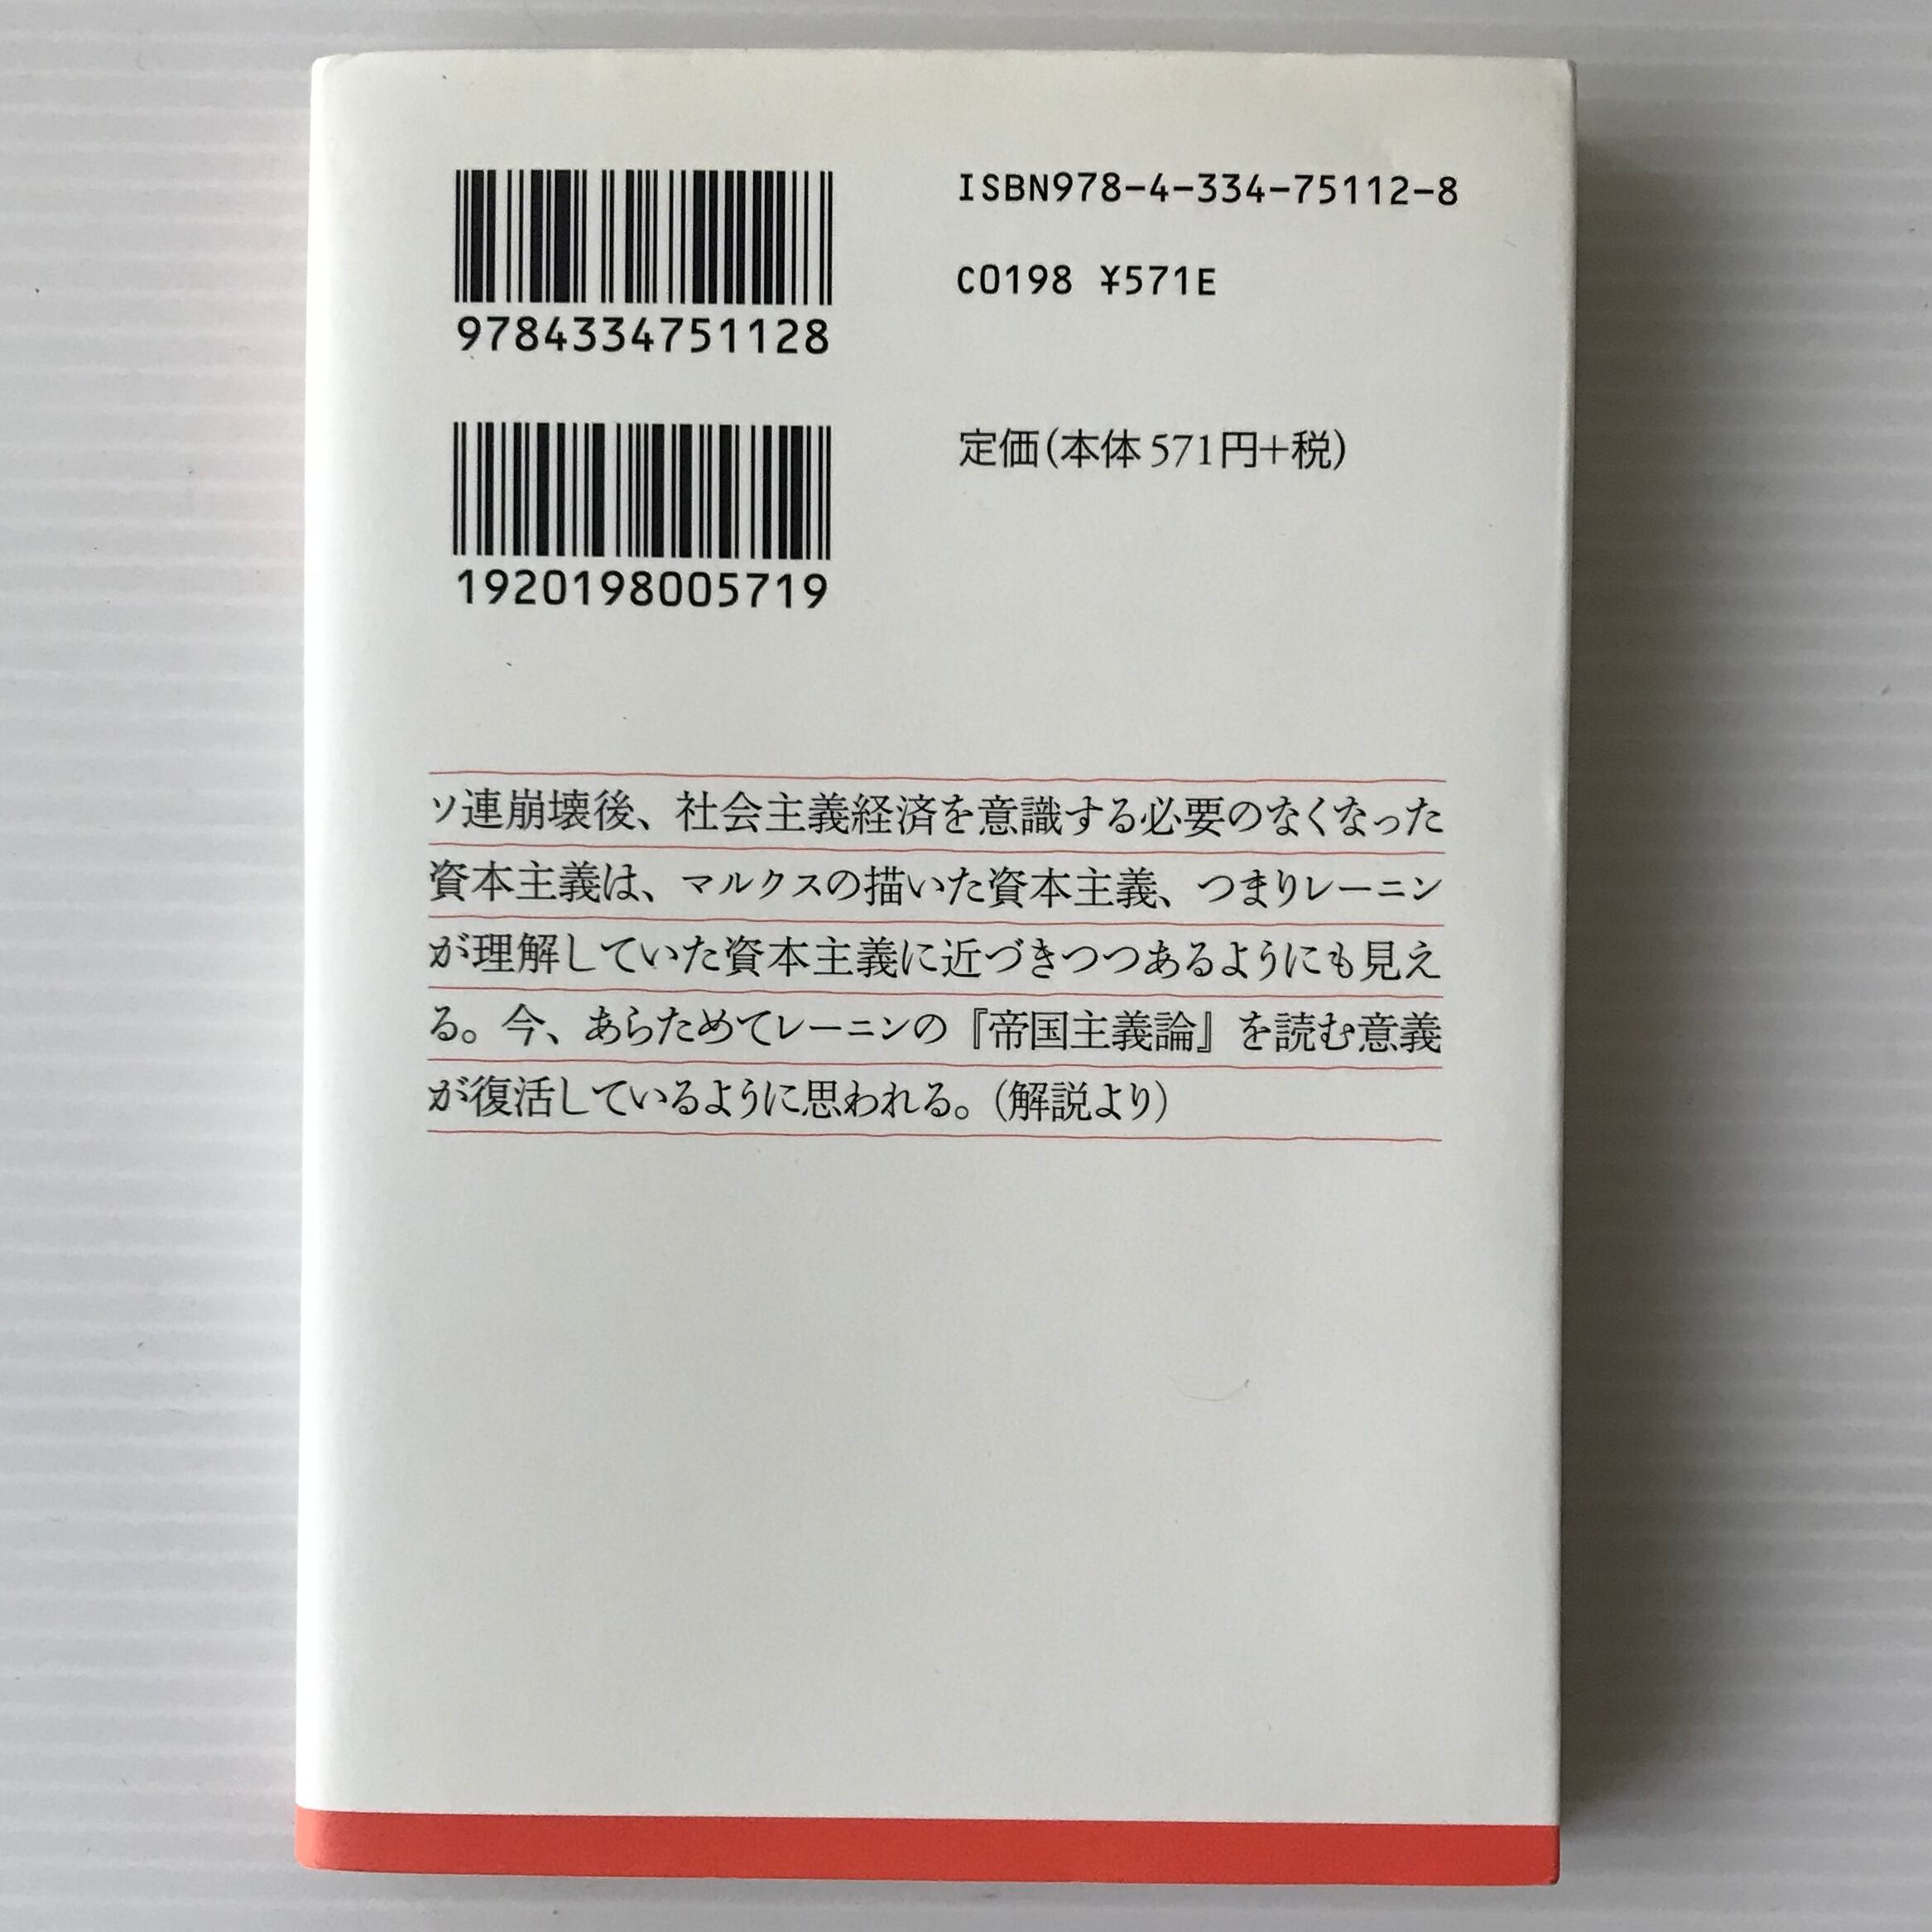 9784334751128
ISBN978-4-334-75112-8
C0198 ¥571E
1920198005719
定価(本体571円+税)
ソ連崩壊後、社会主義経済を意識する必要のなくなった
資本主義は、マルクスの描いた資本主義、つまりレーニン
が理解していた資本主義に近づきつつあるようにも見え
る。今、あらためてレーニンの『帝国主義論』を読む意義
が復活しているように思われる。(解説より)